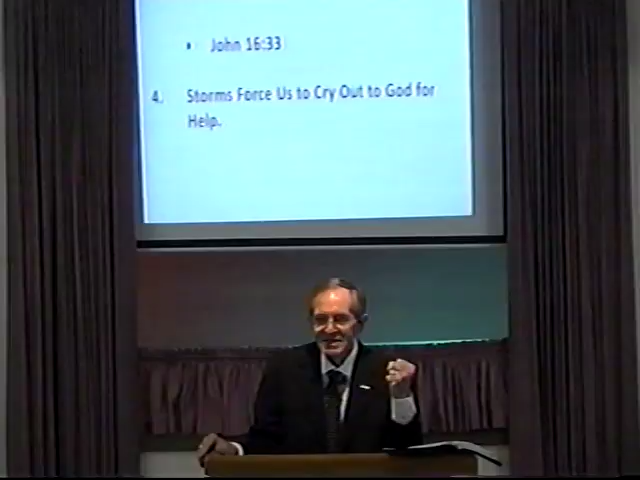 • John 16:33
4. Storms Force Us to Cry Out to God for
Help.